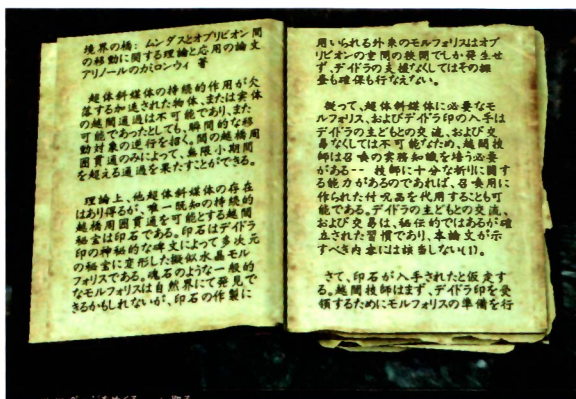 境界の橋: ムンダスとオブリビオン間
の移動に関する理論と応用の論文
アリノールのカミロンウィ 著
超体斜媒体の持続的作用が欠
落する加送された物体、または実体
の越間通過は不可能であり、また
可能であったとしても、瞬間的な移
動対象の逆行を招く。間の越橋周
囲貫通のみによって、無限小期間
を超える通過を果たすことができる。
理論上、他超体斜媒体の存在
はあり得るが、唯一既知の持続的
越橋周囲貫通を可能とする越間
秘宝は印石である。印石はデイドラ
印の神秘的な碑文によって多次元
の秘宝に変形した擬似水晶モル
フォリスである。魂石のような一般的
なモルフォリスは自然界にて発見で
きるかもしれないが、印石の作製に
用いられる外来のモルフォリスはオブ
リビオンの空間の狭間でしか発生せ
ず、デイドラの支援なくしてはその
も確保も行なえない。
従って、超体斜媒体に必要なモ
ルフォリス、およびデイドラ印の入手は
デイドラの主どもとの交流、および交
易なくしては不可能なため、越間技
師は召喚の実務知識を培う必要
がある-- 技師に十分な祈りに関す
る能力があるのであれば、召喚用に
作られた付呪品を代用することも可
能である。デイドラの主どもとの交流、
および交易は、秘伝的ではあるが確
立された習慣であり、本論文が示
すべき内容には該当しない(1)。
さて、印石が入手されたと仮定す
る。越間技師はまず、デイドラ印を受
領するためにモルフォリスの準備を行